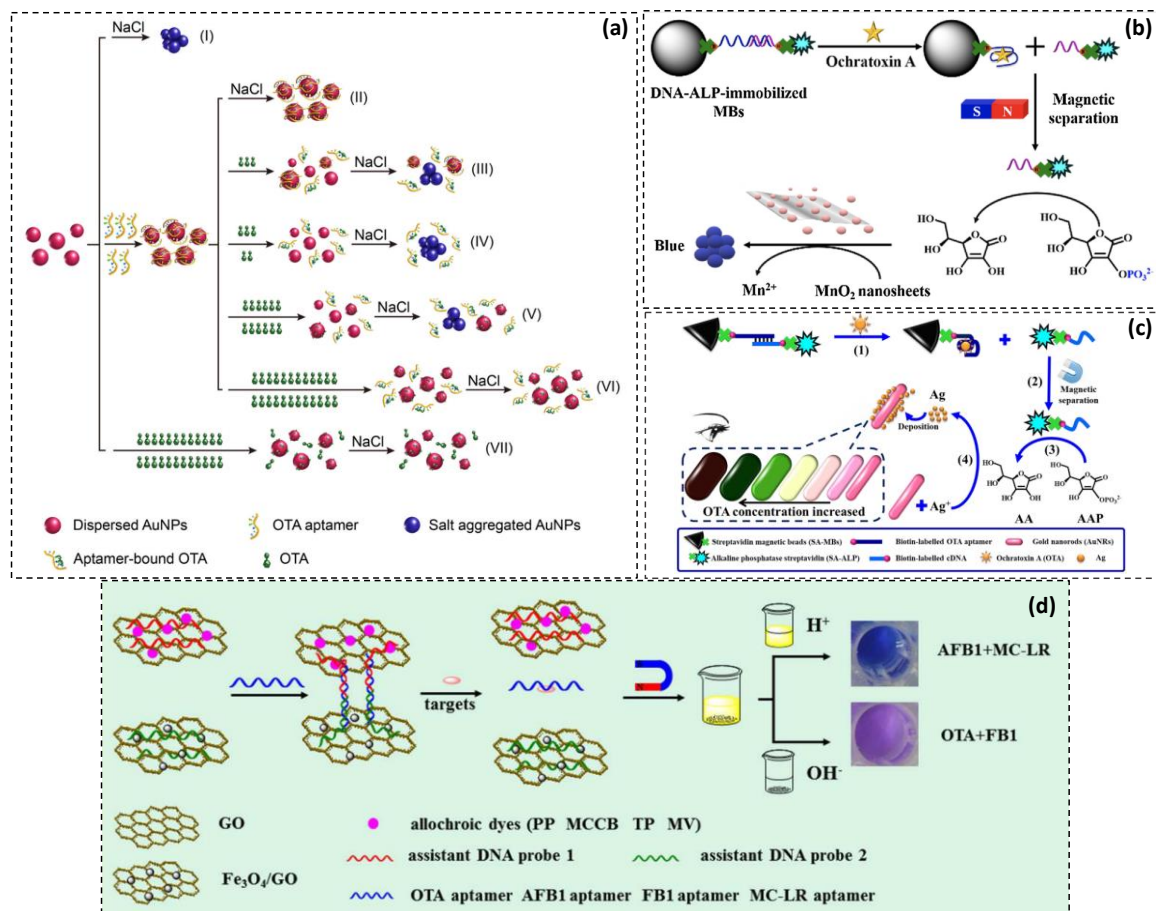 (a)
NaCl
(I)
NaCl
(II)
NaCl
(III)
NaCl
(IV)
NaCl
(V)
NaCl
(VI)
NaCl
(VII)
Dispersed AuNPs
OTA aptamer
Salt aggregated AuNPs
Aptamer-bound OTA
OTA
(b)
Ochratoxin A
DNA-ALP-immobilized
MBs
S N
Magnetic
separation
HO
HO
O
O
HO
OH
HO
HO
O
O
HO
OPO₃²⁻
Blue
Mn²⁺
MnO₂ nanosheets
(c)
(1)
+
(2)
Magnetic
separation
Ag
Deposition
(3)
(4)
+Ag⁺
HO
HO
O
O
HO
OH
HO
HO
O
O
HO
OPO₃²⁻
AA
AAP
OTA concentration increased
Streptavidin magnetic beads (SA-MBs)
Biotin-labelled OTA aptamer
Gold nanorods (AuNRs)
Alkaline phosphatase streptavidin (SA-ALP)
Biotin-labelled cDNA
Ochratoxin A (OTA)
Ag
(d)
targets
H⁺
OH⁻
AFB1+MC-LR
OTA+FB1
GO
allochroic dyes (PP MCCB TP MV)
assistant DNA probe 1
assistant DNA probe 2
Fe₃O₄/GO
OTA aptamer AFB1 aptamer FB1 aptamer MC-LR aptamer